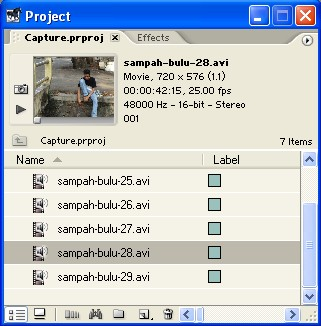 Project
Capture.prproj Effects
sampah-bulu-28.avi
Movie, 720 x 576 (1.1)
00:00:42:15, 25.00 fps
48000 Hz - 16-bit - Stereo
001
Capture.prproj 7 Items
Name Label
sampah-bulu-25.avi
sampah-bulu-26.avi
sampah-bulu-27.avi
sampah-bulu-28.avi
sampah-bulu-29.avi